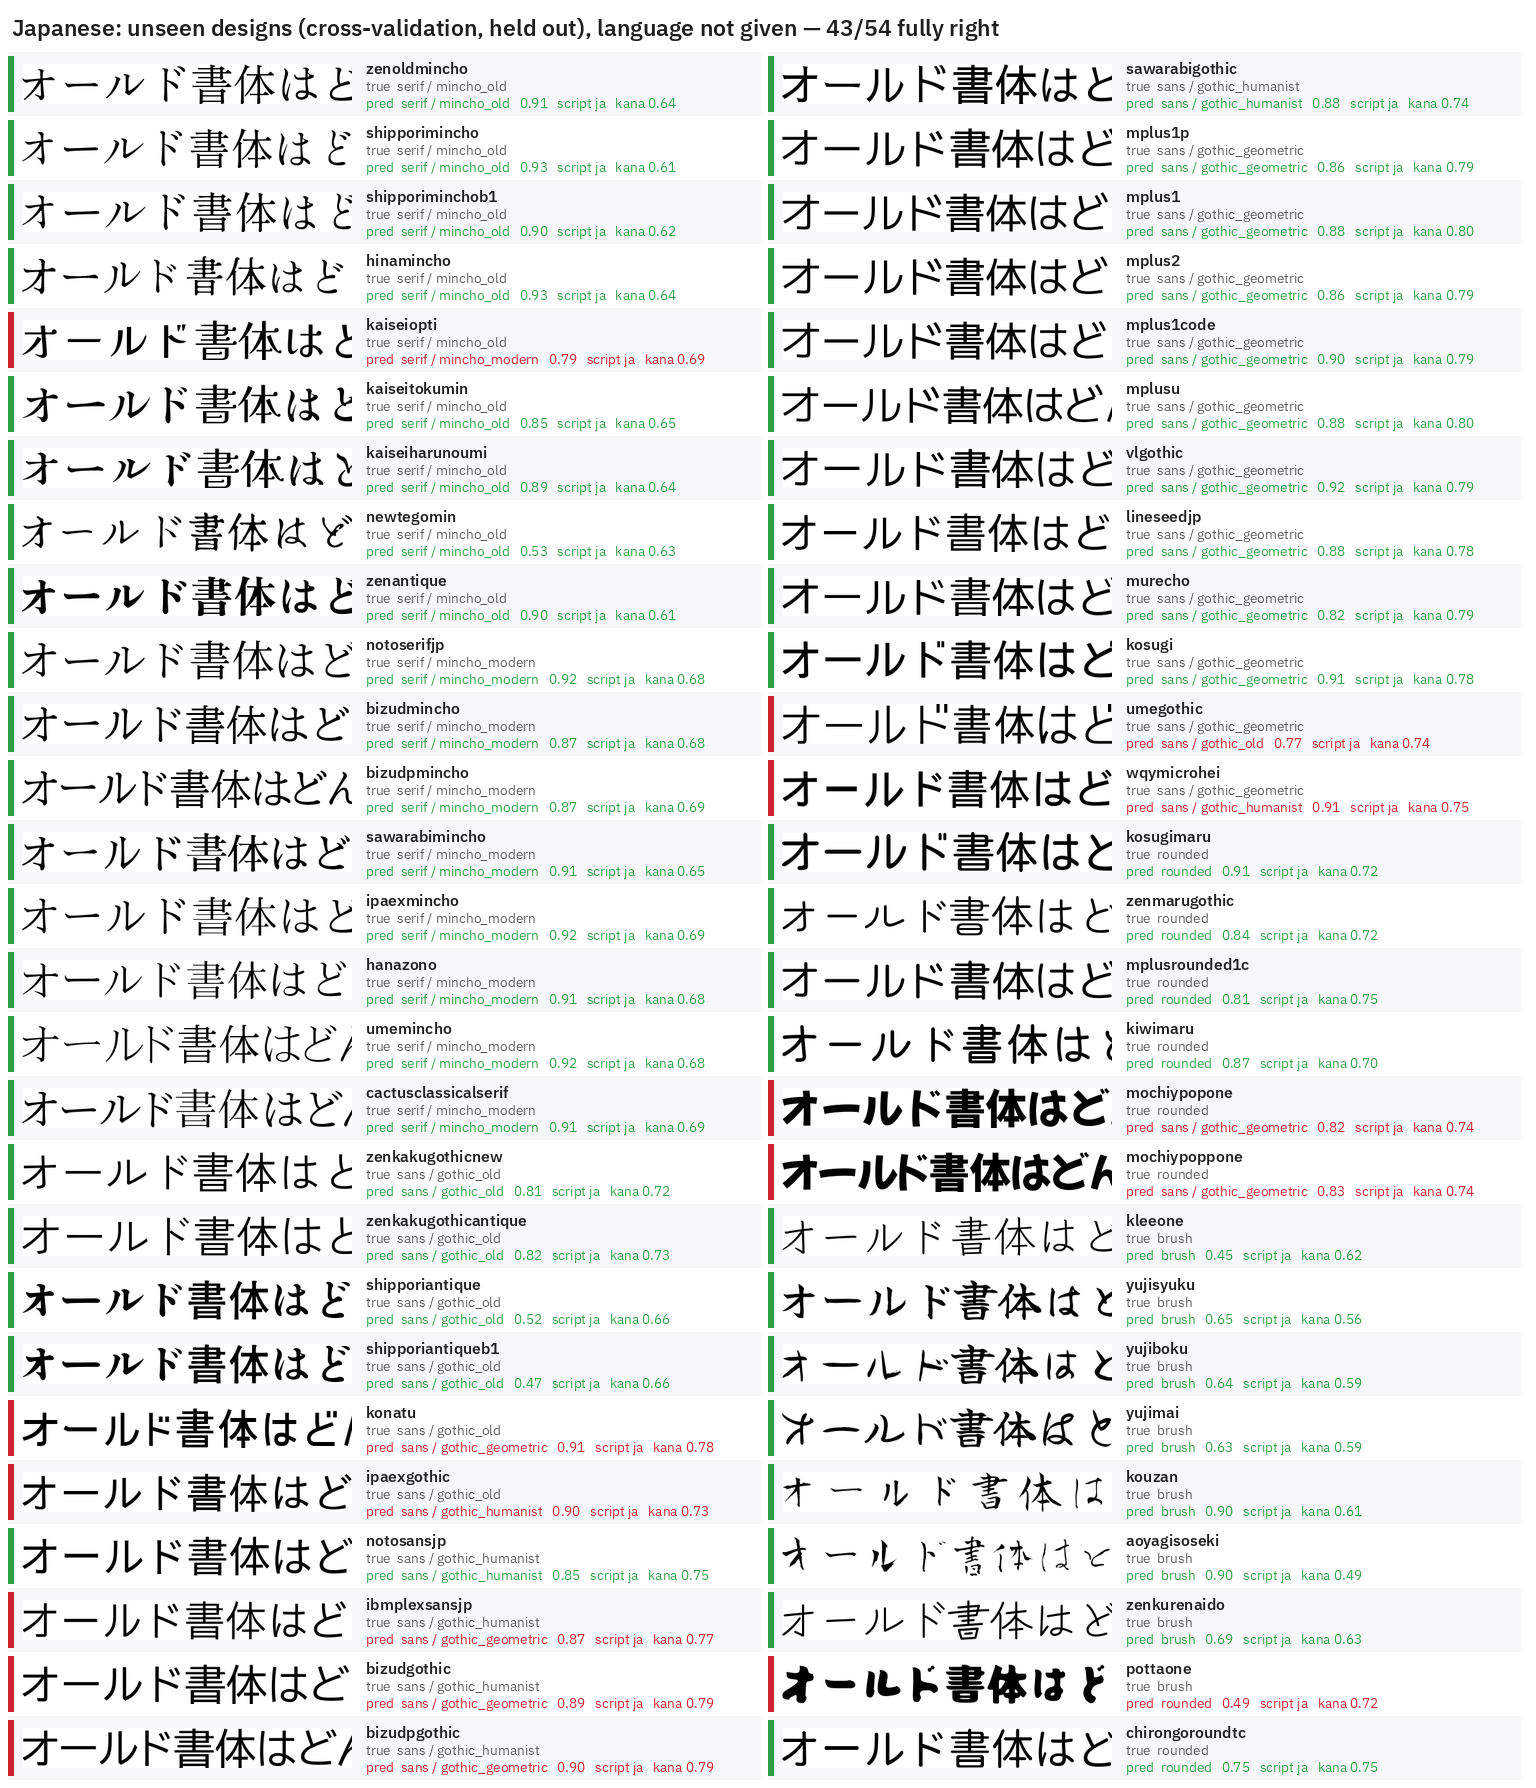 Japanese: unseen designs (cross-validation, held out), language not given — 43/54 fully right
オールド書体はど
zenoldmincho
true serif / mincho_old
pred serif / mincho_old 0.91 script ja kana 0.64
オールド書体はど
shipporimincho
true serif / mincho_old
pred serif / mincho_old 0.93 script ja kana 0.61
オールド書体はど
shipporiminchob1
true serif / mincho_old
pred serif / mincho_old 0.90 script ja kana 0.62
オールド書体はど
hinamincho
true serif / mincho_old
pred serif / mincho_old 0.93 script ja kana 0.64
オールド書体はど
kaiseiopti
true serif / mincho_old
pred serif / mincho_modern 0.79 script ja kana 0.69
オールド書体はど
kaiseitokumin
true serif / mincho_old
pred serif / mincho_old 0.85 script ja kana 0.65
オールド書体はど
kaiseiharunoumi
true serif / mincho_old
pred serif / mincho_old 0.89 script ja kana 0.64
オールド書体はど
newtegomin
true serif / mincho_old
pred serif / mincho_old 0.53 script ja kana 0.63
オールド書体はど
zenantique
true serif / mincho_old
pred serif / mincho_old 0.90 script ja kana 0.61
オールド書体はど
notoserifjp
true serif / mincho_modern
pred serif / mincho_modern 0.92 script ja kana 0.68
オールド書体はど
bizudmincho
true serif / mincho_modern
pred serif / mincho_modern 0.87 script ja kana 0.68
オールド書体はどん
bizudpmincho
true serif / mincho_modern
pred serif / mincho_modern 0.87 script ja kana 0.69
オールド書体はど
sawarabimincho
true serif / mincho_modern
pred serif / mincho_modern 0.91 script ja kana 0.65
オールド書体はど
ipaexmincho
true serif / mincho_modern
pred serif / mincho_modern 0.92 script ja kana 0.69
オールド書体はど
hanazono
true serif / mincho_modern
pred serif / mincho_modern 0.91 script ja kana 0.68
オールド書体はどん
umemincho
true serif / mincho_modern
pred serif / mincho_modern 0.92 script ja kana 0.68
オールド書体はどん
cactusclassicalserif
true serif / mincho_modern
pred serif / mincho_modern 0.91 script ja kana 0.69
オールド書体はど
zenkakugothicnew
true sans / gothic_old
pred sans / gothic_old 0.81 script ja kana 0.72
オールド書体はど
zenkakugothicantique
true sans / gothic_old
pred sans / gothic_old 0.82 script ja kana 0.73
オールド書体はど
shipporiantique
true sans / gothic_old
pred sans / gothic_old 0.52 script ja kana 0.66
オールド書体はど
shipporiantiqueb1
true sans / gothic_old
pred sans / gothic_old 0.47 script ja kana 0.66
オールド書体はどん
konatu
true sans / gothic_old
pred sans / gothic_geometric 0.91 script ja kana 0.78
オールド書体はど
ipaexgothic
true sans / gothic_old
pred sans / gothic_humanist 0.90 script ja kana 0.73
オールド書体はど
notosansjp
true sans / gothic_humanist
pred sans / gothic_humanist 0.85 script ja kana 0.75
オールド書体はど
ibmplexsansjp
true sans / gothic_humanist
pred sans / gothic_geometric 0.87 script ja kana 0.77
オールド書体はど
bizudgothic
true sans / gothic_humanist
pred sans / gothic_geometric 0.89 script ja kana 0.79
オールド書体はどん
bizudpgothic
true sans / gothic_humanist
pred sans / gothic_geometric 0.90 script ja kana 0.79
オールド書体はど
sawarabigothic
true sans / gothic_humanist
pred sans / gothic_humanist 0.88 script ja kana 0.74
オールド書体はど
mplus1p
true sans / gothic_geometric
pred sans / gothic_geometric 0.86 script ja kana 0.79
オールド書体はど
mplus1
true sans / gothic_geometric
pred sans / gothic_geometric 0.88 script ja kana 0.80
オールド書体はど
mplus2
true sans / gothic_geometric
pred sans / gothic_geometric 0.86 script ja kana 0.79
オールド書体はど
mplus1code
true sans / gothic_geometric
pred sans / gothic_geometric 0.90 script ja kana 0.79
オールド書体はどん
mplusu
true sans / gothic_geometric
pred sans / gothic_geometric 0.88 script ja kana 0.80
オールド書体はど
vlgothic
true sans / gothic_geometric
pred sans / gothic_geometric 0.92 script ja kana 0.79
オールド書体はど
lineseedjp
true sans / gothic_geometric
pred sans / gothic_geometric 0.88 script ja kana 0.78
オールド書体はど
murecho
true sans / gothic_geometric
pred sans / gothic_geometric 0.82 script ja kana 0.79
オールド書体はど
kosugi
true sans / gothic_geometric
pred sans / gothic_geometric 0.91 script ja kana 0.78
オールド書体はど
umegothic
true sans / gothic_geometric
pred sans / gothic_old 0.77 script ja kana 0.74
オールド書体はど
wqymicrohei
true sans / gothic_geometric
pred sans / gothic_humanist 0.91 script ja kana 0.75
オールド書体はど
kosugimaru
true rounded
pred rounded 0.91 script ja kana 0.72
オールド書体はど
zenmarugothic
true rounded
pred rounded 0.84 script ja kana 0.72
オールド書体はど
mplusrounded1c
true rounded
pred rounded 0.81 script ja kana 0.75
オールド書体はど
kiwimaru
true rounded
pred rounded 0.87 script ja kana 0.70
オールド書体はど
mochiypopone
true rounded
pred sans / gothic_geometric 0.82 script ja kana 0.74
オールド書体はどん
mochiypoppone
true rounded
pred sans / gothic_geometric 0.83 script ja kana 0.74
オールド書体はど
kleeone
true brush
pred brush 0.45 script ja kana 0.62
オールド書体はど
yujisyuku
true brush
pred brush 0.65 script ja kana 0.56
オールド書体はど
yujiboku
true brush
pred brush 0.64 script ja kana 0.59
オールド書体はど
yujimai
true brush
pred brush 0.63 script ja kana 0.59
オールド書体は
kouzan
true brush
pred brush 0.90 script ja kana 0.61
オールド書体はど
aoyagisoseki
true brush
pred brush 0.90 script ja kana 0.49
オールド書体はど
zenkurenaido
true brush
pred brush 0.69 script ja kana 0.63
オールド書体はど
pottaone
true brush
pred rounded 0.49 script ja kana 0.72
オールド書体はど
chirongoroundtc
true rounded
pred rounded 0.75 script ja kana 0.75